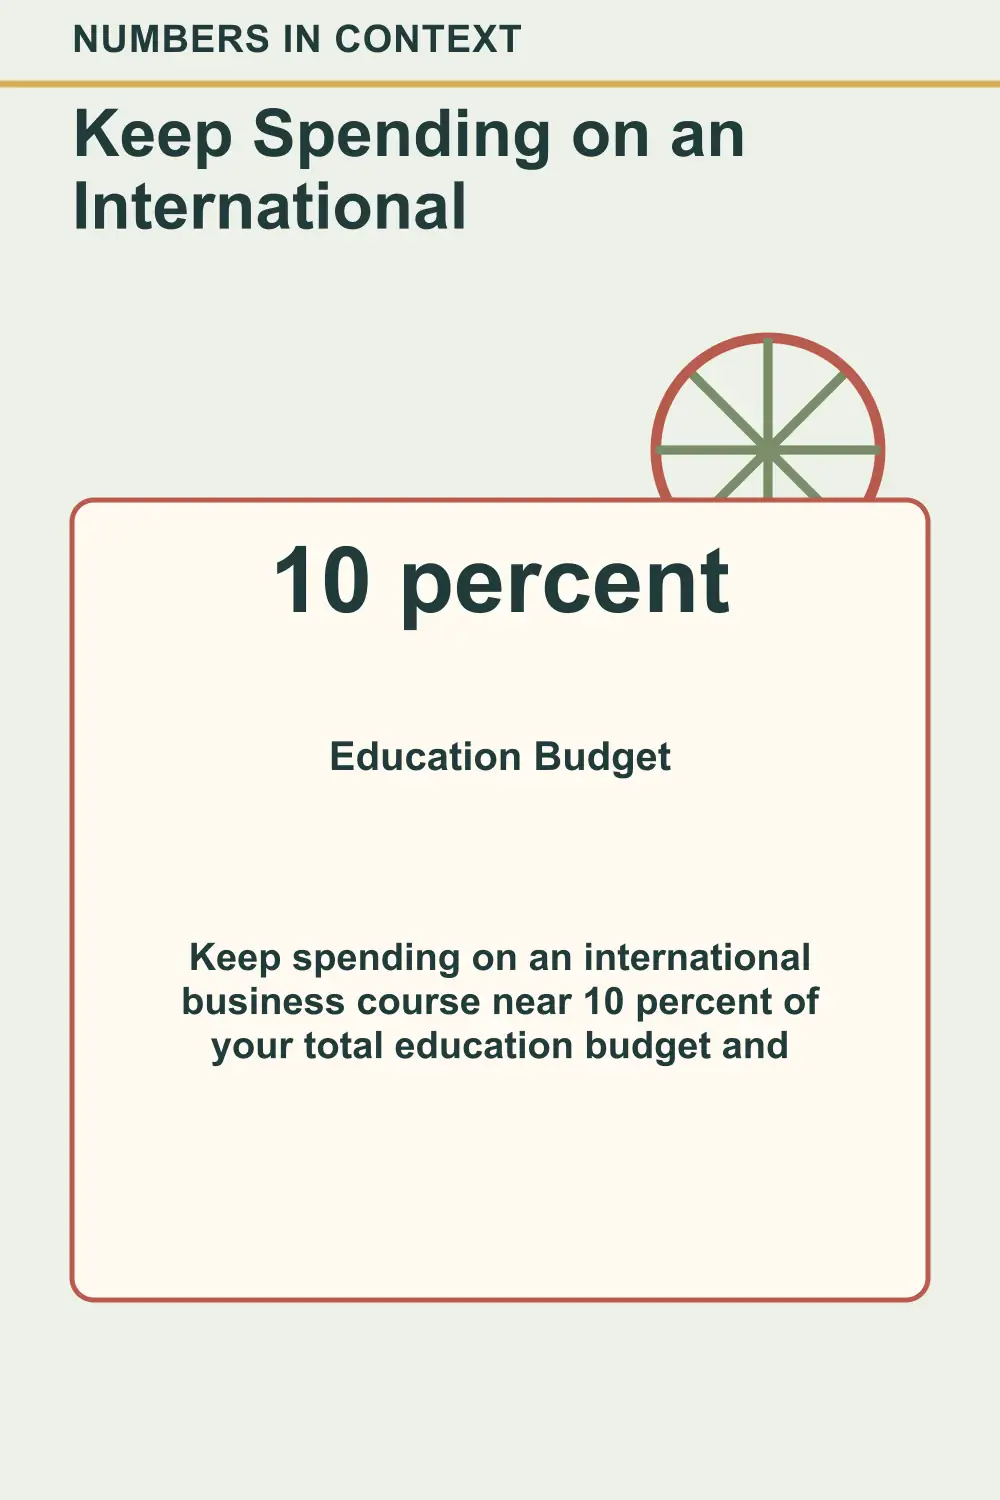 NUMBERS IN CONTEXT
Keep Spending on an
International
10 percent
Education Budget
Keep spending on an international
business course near 10 percent of
your total education budget and